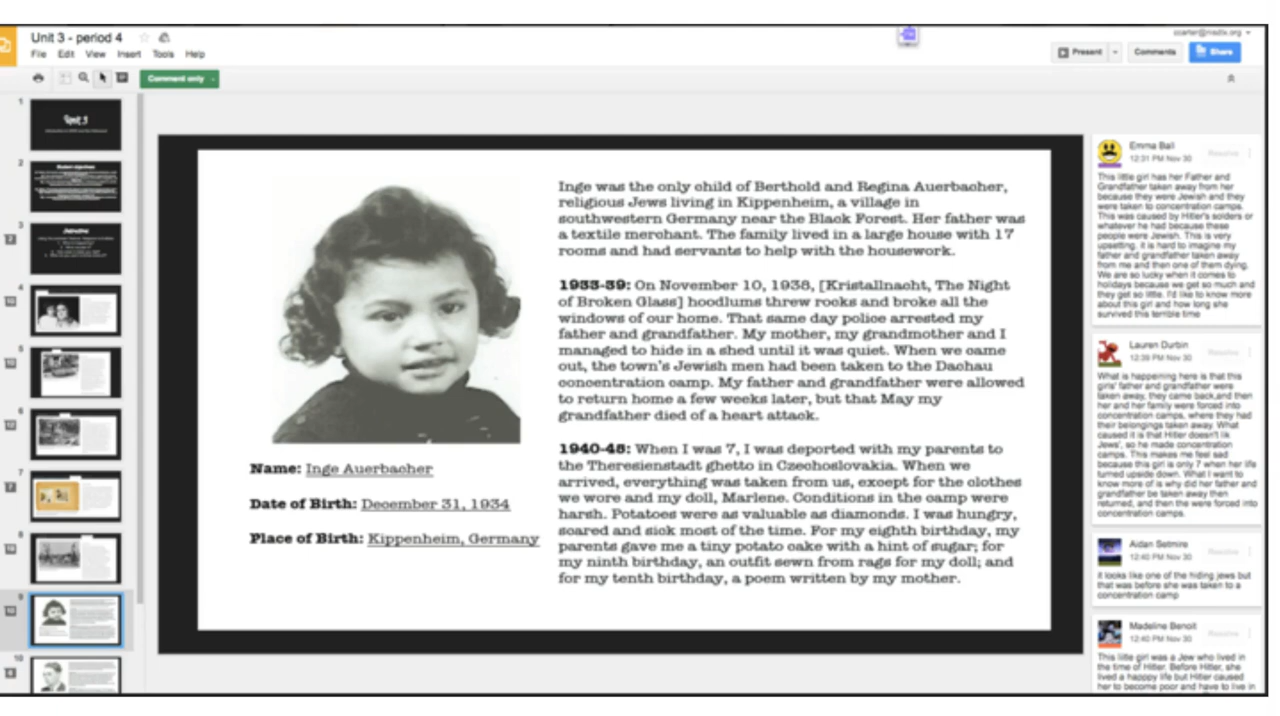 Unit 3 - period 4
ccarter@risdtx.org
File Edit View Insert Tools Help
Present
Comments
Share
Comment only
1
Unit 3
2
3
4
5
6
7
8
9
10
Inge was the only child of Berthold and Regina Auerbacher,
religious Jews living in Kippenheim, a village in
southwestern Germany near the Black Forest. Her father was
a textile merchant. The family lived in a large house with 17
rooms and had servants to help with the housework.
1933-39: On November 10, 1938, [Kristallnacht, The Night
of Broken Glass] hoodlums threw rocks and broke all the
windows of our home. That same day police arrested my
father and grandfather. My mother, my grandmother and I
managed to hide in a shed until it was quiet. When we came
out, the town's Jewish men had been taken to the Dachau
concentration camp. My father and grandfather were allowed
to return home a few weeks later, but that May my
grandfather died of a heart attack.
1940-45: When I was 7, I was deported with my parents to
the Theresienstadt ghetto in Czechoslovakia. When we
arrived, everything was taken from us, except for the clothes
we wore and my doll, Marlene. Conditions in the camp were
harsh. Potatoes were as valuable as diamonds. I was hungry,
scared and sick most of the time. For my eighth birthday, my
parents gave me a tiny potato cake with a hint of sugar; for
my ninth birthday, an outfit sewn from rags for my doll; and
for my tenth birthday, a poem written by my mother.
Name: Inge Auerbacher
Date of Birth: December 31, 1934
Place of Birth: Kippenheim, Germany
Emma Ball
12:31 PM Nov 30
Resolve
This little girl has her Father and
Grandfather taken away from her
because they were Jewish and they
were taken to concentration camps.
This was caused by Hitler's solders or
whatever he had because these
people were Jewish. This is very
upsetting. it is hard to imagine my
father and grandfather taken away
from me and then one of them dying.
We are so lucky when it comes to
holidays because we get so much and
they get so little. I'd like to know more
about this girl and how long she
survived this terrible time
Lauren Durbin
12:39 PM Nov 30
Resolve
What is happeining here is that this
girls' father and grandfather were
taken away, they came back,and then
her and her family were forced into
concentration camps, where they had
their belongings taken away. What
caused it is that Hitler doesn't lik
Jews', so he made concentration
camps. This makes me feel sad
because this girl is only 7 when her life
turned upside down. What I want to
know more of is why did her father and
grandfather be taken away then
returned, and then the were forced into
concentration camps.
Aidan Setmire
12:40 PM Nov 30
Resolve
it looks like one of the hiding jews but
that was before she was taken to a
concentration camp
Madeline Benoit
12:40 PM Nov 30
Resolve
This litle girl was a Jew who lived in
the time of Hitler. Before Hitler, she
lived a happpy life but Hitler caused
her to become poor and have to live in